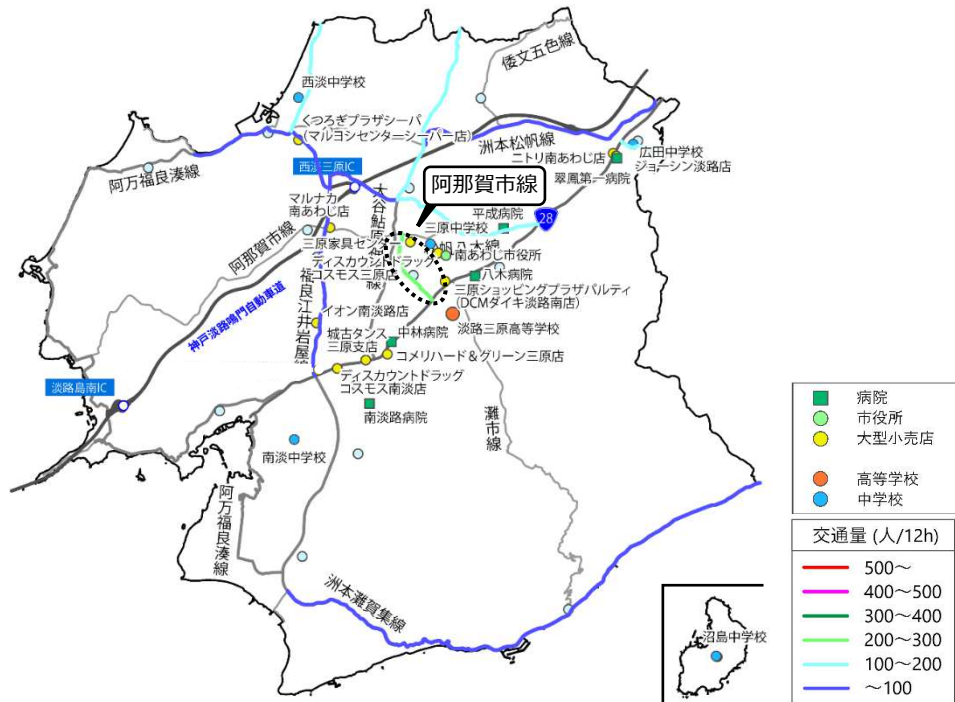 倭文五色線
西淡中学校
くつろぎプラザシーパ
(マルヨシセンターシーパー店)
洲本松帆線
広田中学校
ニトリ南あわじ店
ジョーシン淡路店
翠鳳第一病院
阿万福良湊線
西淡三原IC
阿那賀市線
大谷鮎原
線
マルナカ
南あわじ店
平成病院
28
三原中学校
三原家具センター
帆八木線
南あわじ市役所
阿那賀市線
ディスカウントドラッグ
コスモス三原店
八木病院
三原ショッピングプラザパルティ
(DCMダイキ淡路南店)
福良江井岩屋
神戸淡路鳴門自動車道
イオン南淡路店
淡路三原高等学校
城古タンス
三原支店
中林病院
コメリハード&グリーン三原店
淡路島南IC
ディスカウントドラッグ
コスモス南淡店
南淡路病院
灘市線
南淡中学校
阿万福良湊線
洲本灘賀集線
沼島中学校
病院
市役所
大型小売店
高等学校
中学校
交通量 (人/12h)
500~
400~500
300~400
200~300
100~200
~100